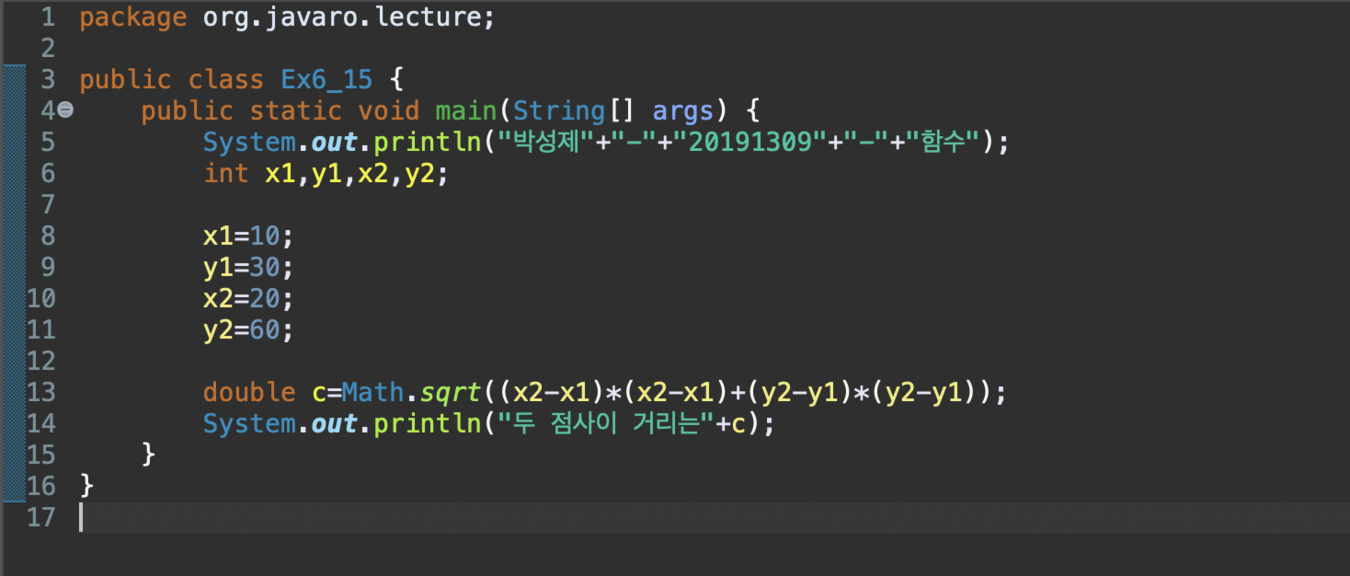 1 package org.javaro.lecture;
2
3 public class Ex6_15 {
4 public static void main(String[] args) {
5 System.out.println("박성제"+"-"+"20191309"+"-"+"함수");
6 int x1,y1,x2,y2;
7
8 x1=10;
9 y1=30;
10 x2=20;
11 y2=60;
12
13 double c=Math.sqrt((x2-x1)*(x2-x1)+(y2-y1)*(y2-y1));
14 System.out.println("두 점사이 거리는"+c);
15 }
16 }
17